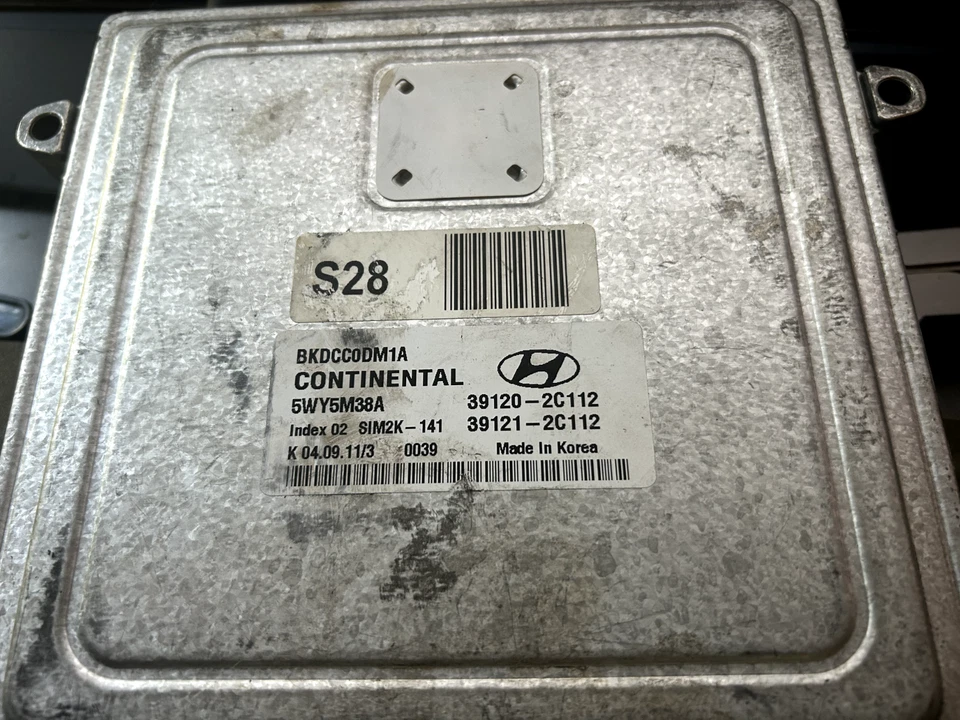 S28
BKDCC0DM1A
CONTINENTAL
5WY5M38A 39120-2C112
Index 02 SIM2K-141 39121-2C112
K 04.09.11/3 0039 Made In Korea